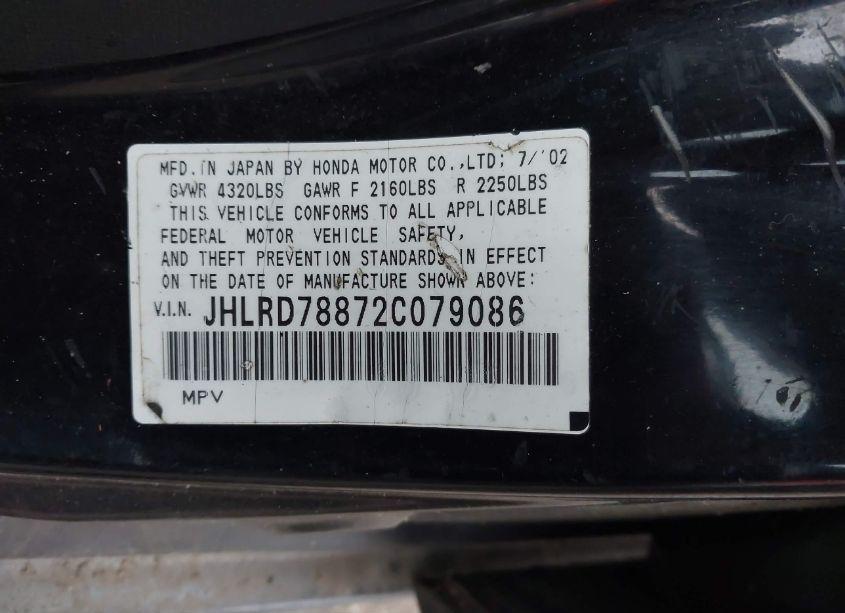 MFD. IN JAPAN BY HONDA MOTOR CO.,LTD; 7/'02
GVWR 4320LBS GAWR F 2160LBS R 2250LBS
THIS VEHICLE CONFORMS TO ALL APPLICABLE
FEDERAL MOTOR VEHICLE SAFETY,
AND THEFT PREVENTION STANDARDS IN EFFECT
ON THE DATE OF MANUFACTURE SHOWN ABOVE:
V.I.N. JHLRD78872C079086
MPV